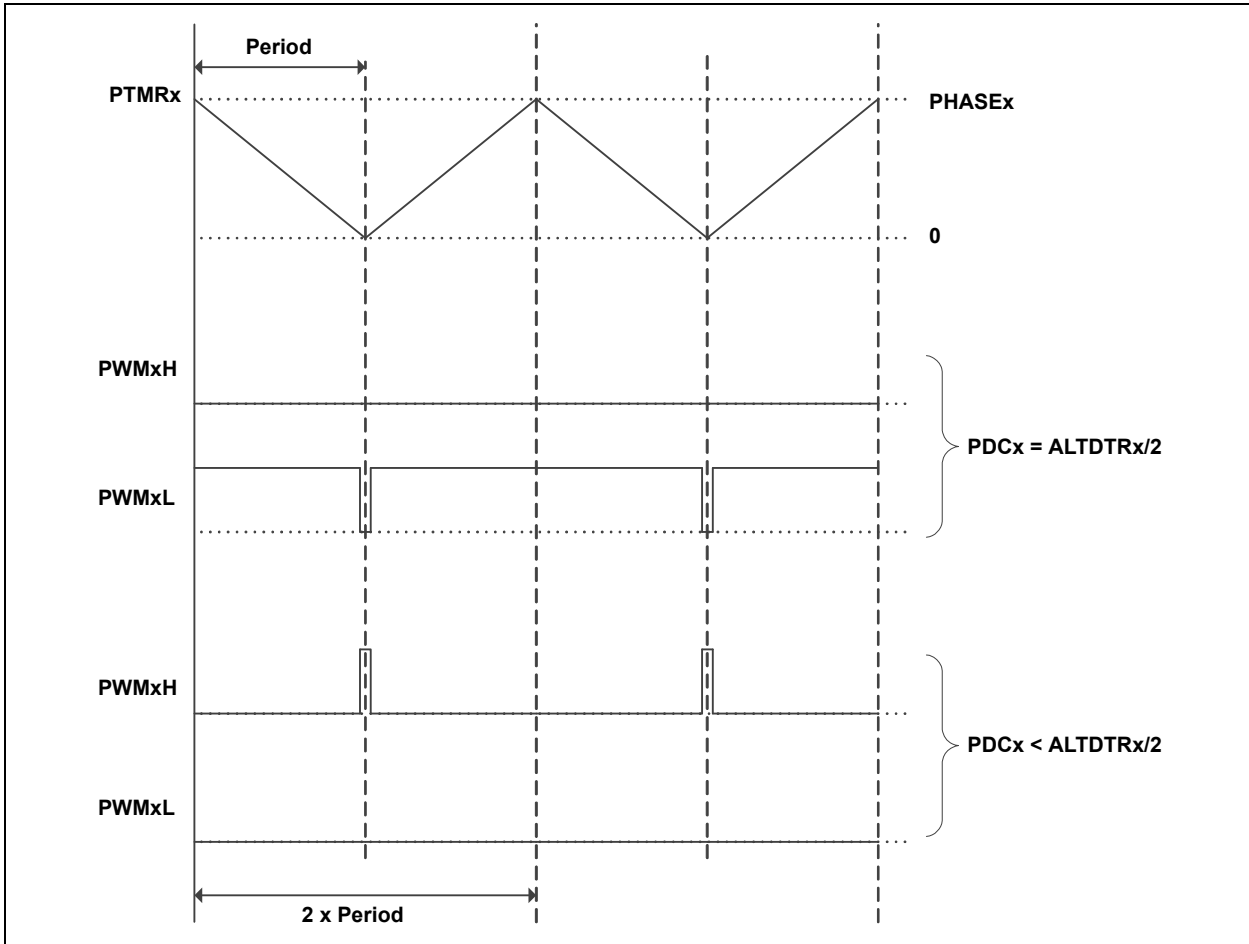 Period
PTMRx
PHASEx
0
PWMxH
PDCx = ALTDTRx/2
PWMxL
PWMxH
PDCx < ALTDTRx/2
PWMxL
2 x Period